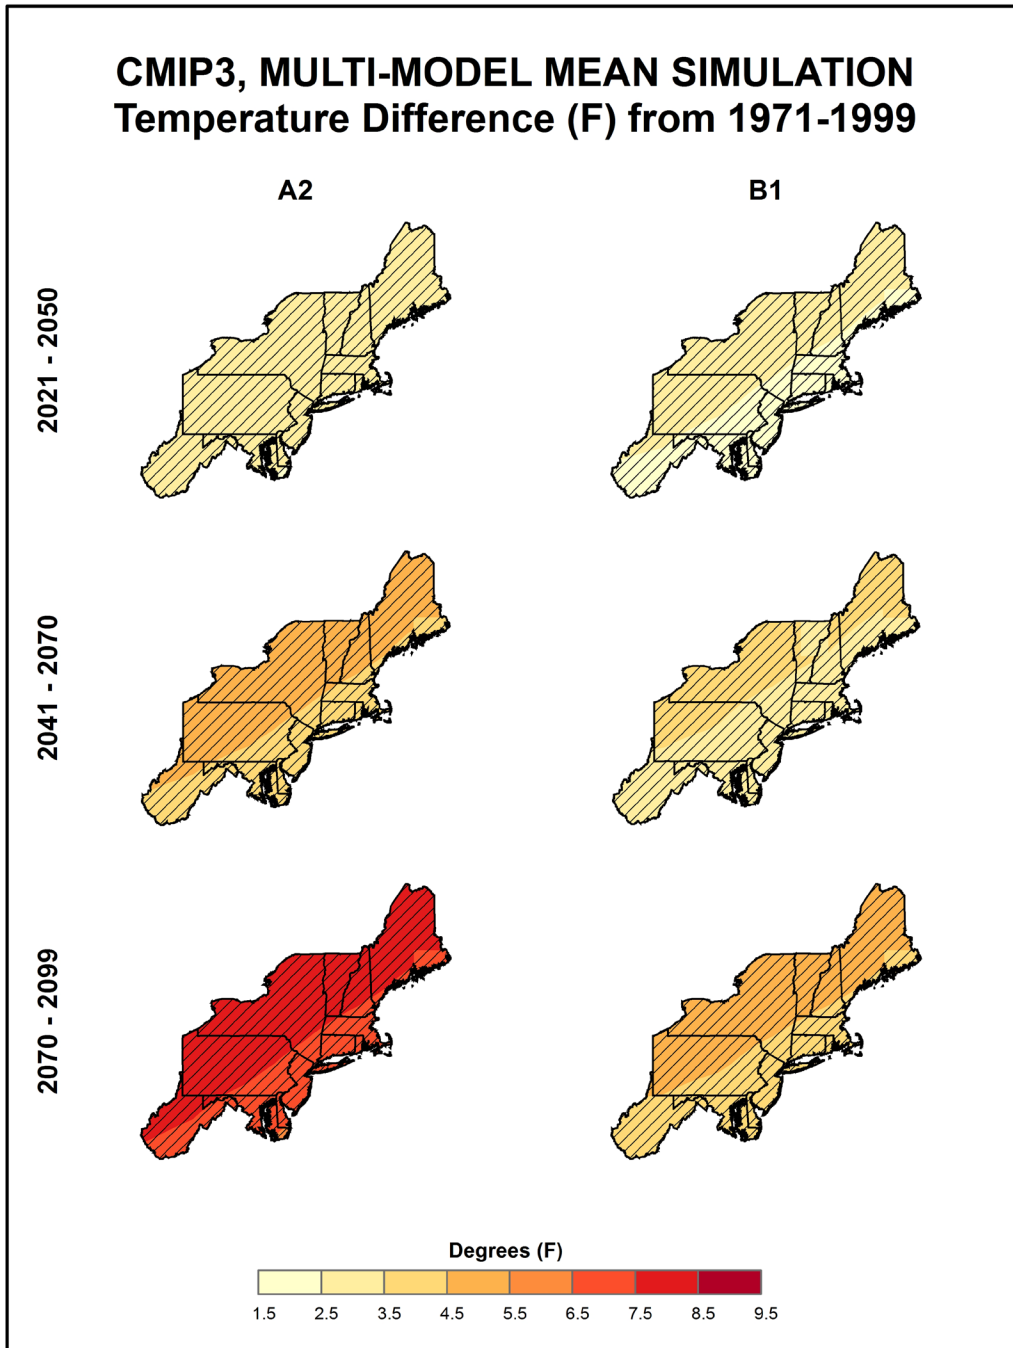 CMIP3, MULTI-MODEL MEAN SIMULATION
Temperature Difference (F) from 1971-1999
A2
B1
2021 - 2050
2041 - 2070
2070 - 2099
Degrees (F)
1.5 2.5 3.5 4.5 5.5 6.5 7.5 8.5 9.5